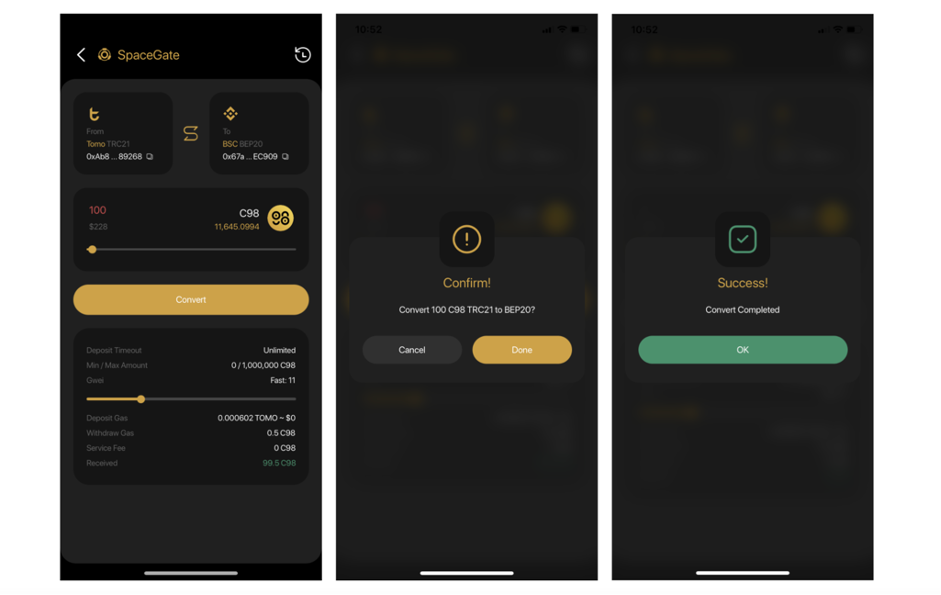 SpaceGate
From
Tomo TRC21
0xAb8 ... 89268
To
BSC BEP20
0x67a ... EC909
100
$228
C98
11,645.0994
98
Convert
Deposit Timeout Unlimited
Min / Max Amount 0 / 1,000,000 C98
Gwei Fast: 11
Deposit Gas 0.000602 TOMO ~ $0
Withdraw Gas 0.5 C98
Service Fee 0 C98
Received 99.5 C98
10:52
Confirm!
Convert 100 C98 TRC21 to BEP20?
Cancel Done
10:52
Success!
Convert Completed
OK